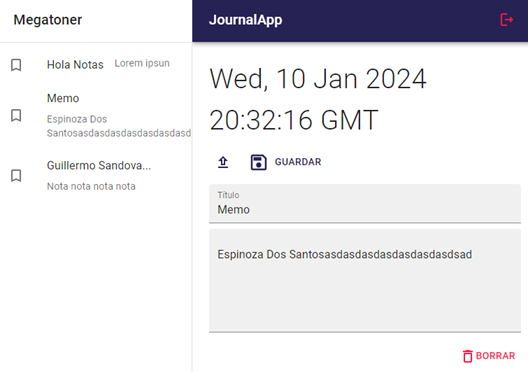 Megatoner
Hola Notas Lorem ipsun
Memo
Espinoza Dos
Santosasdasdasdasdasdasdasd
Guillermo Sandova...
Nota nota nota nota
JournalApp
Wed, 10 Jan 2024
20:32:16 GMT
GUARDAR
Título
Memo
Espinoza Dos Santosasdasdasdasdasdasdasdsad
BORRAR